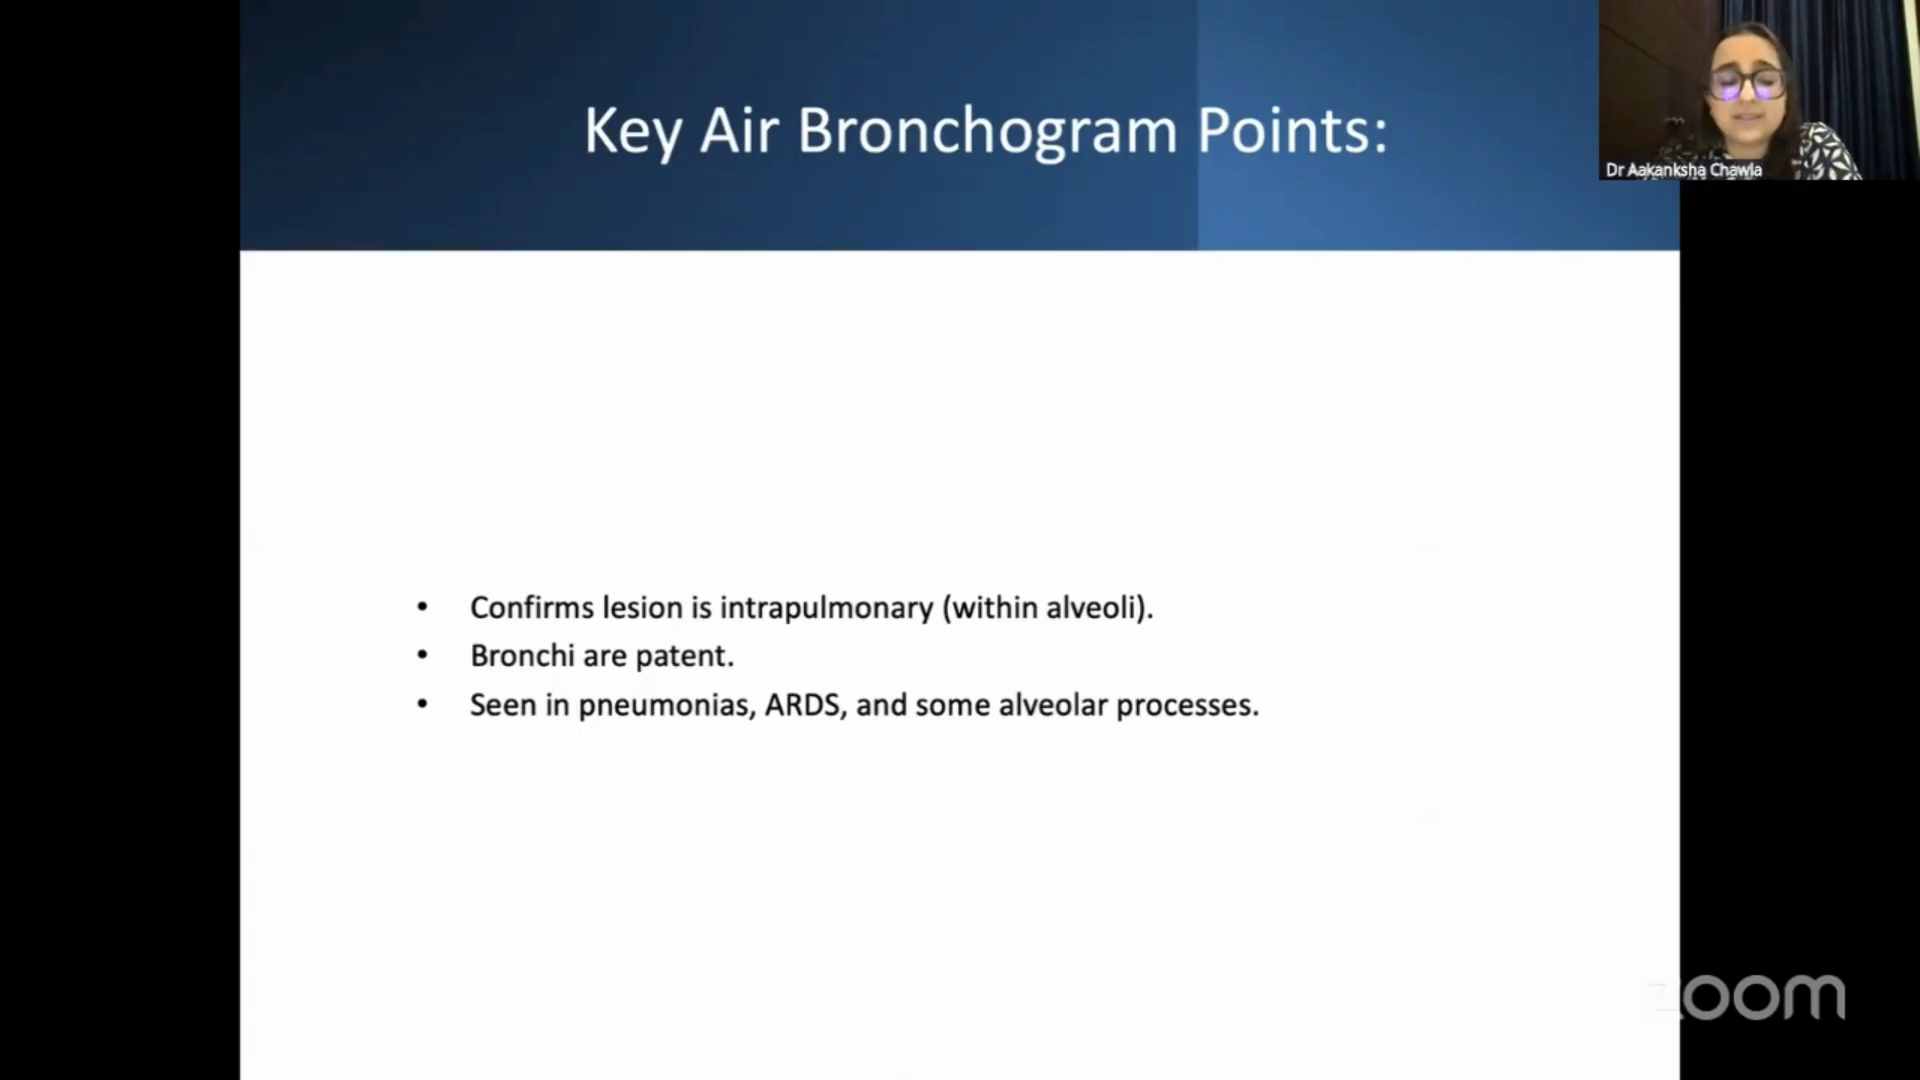 Key Air Bronchogram Points:
Dr Aakanksha Chawla
• Confirms lesion is intrapulmonary (within alveoli).
• Bronchi are patent.
• Seen in pneumonias, ARDS, and some alveolar processes.
zoom